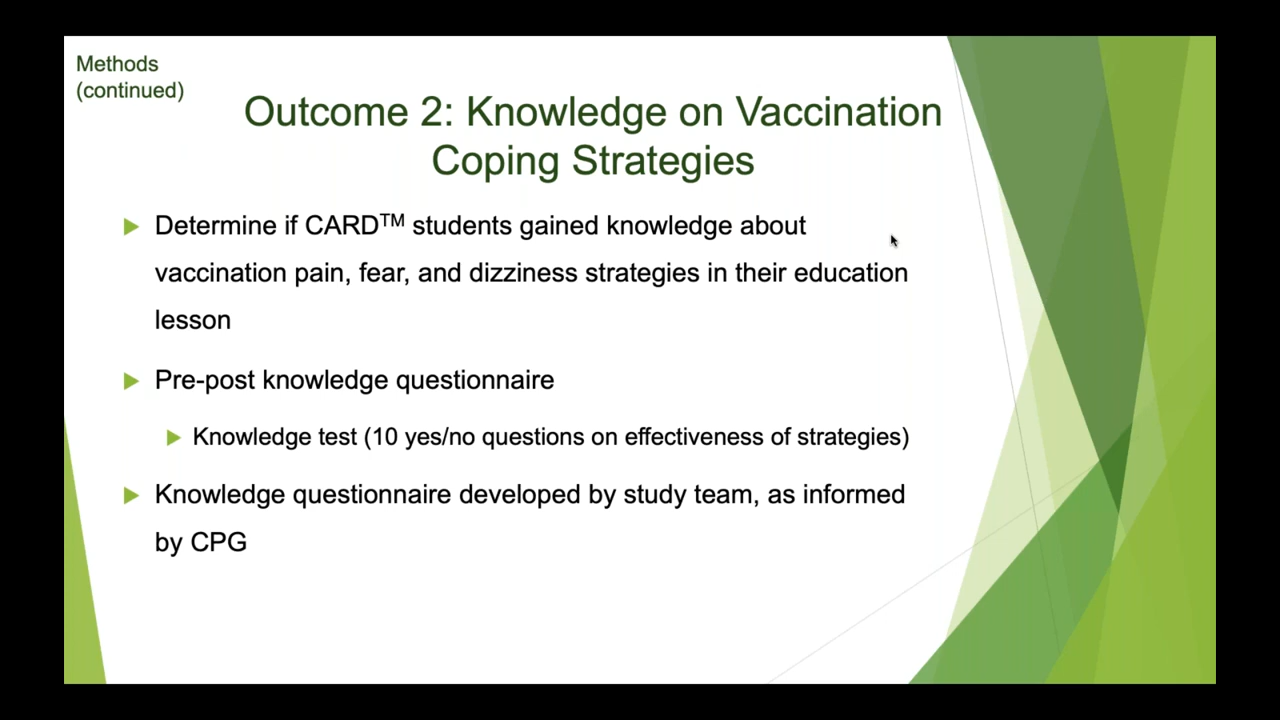 Methods
(continued)
Outcome 2: Knowledge on Vaccination
Coping Strategies
Determine if CARD™ students gained knowledge about
vaccination pain, fear, and dizziness strategies in their education
lesson
Pre-post knowledge questionnaire
Knowledge test (10 yes/no questions on effectiveness of strategies)
Knowledge questionnaire developed by study team, as informed
by CPG